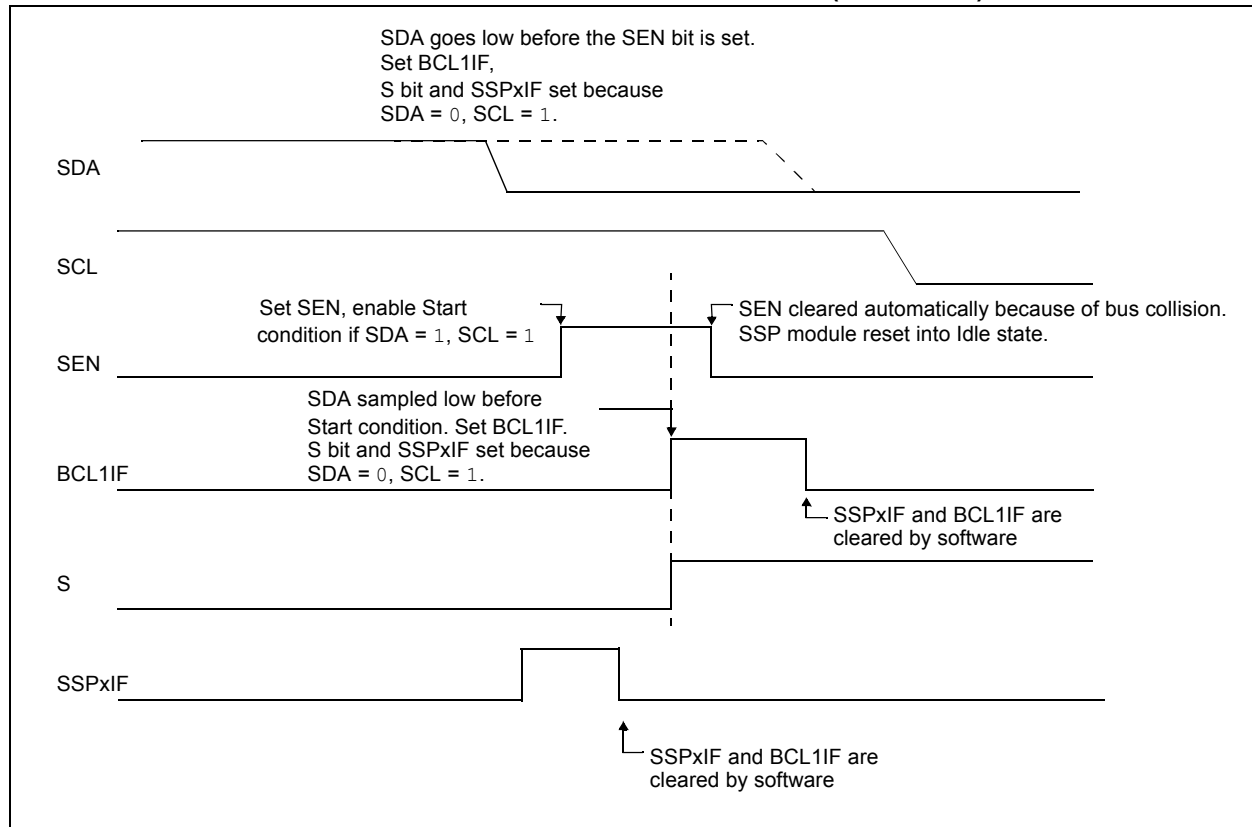 SDA goes low before the SEN bit is set.
Set BCL1IF,
S bit and SSPxIF set because
SDA = 0, SCL = 1.
SDA
SCL
Set SEN, enable Start
condition if SDA = 1, SCL = 1
SEN cleared automatically because of bus collision.
SSP module reset into Idle state.
SEN
SDA sampled low before
Start condition. Set BCL1IF.
S bit and SSPxIF set because
SDA = 0, SCL = 1.
BCL1IF
SSPxIF and BCL1IF are
cleared by software
S
SSPxIF
SSPxIF and BCL1IF are
cleared by software